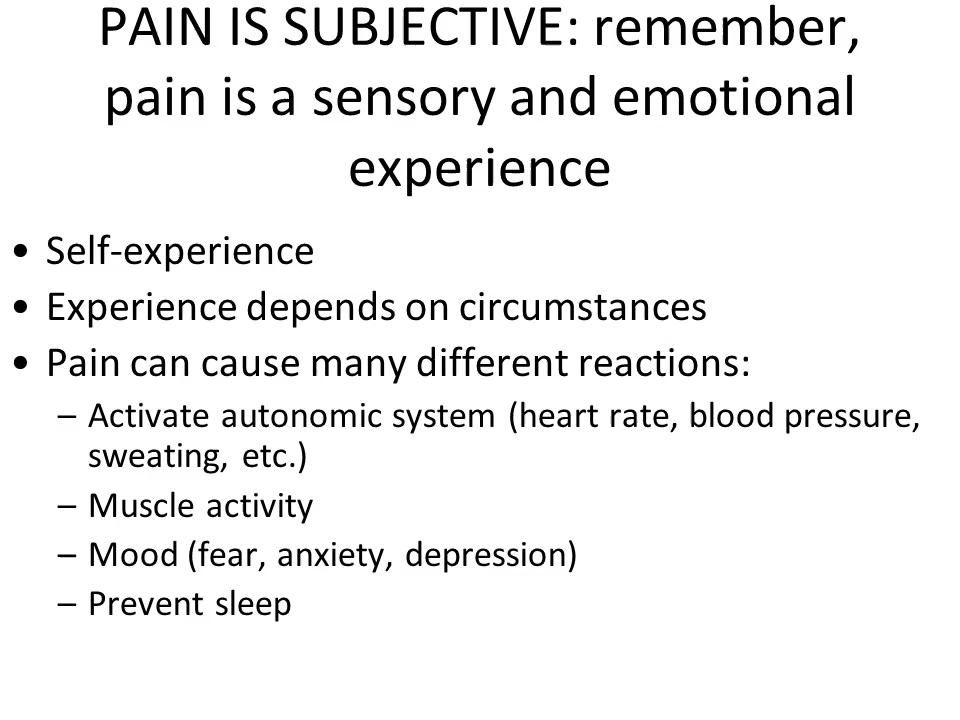 PAIN IS SUBJECTIVE: remember,
pain is a sensory and emotional
experience
• Self-experience
• Experience depends on circumstances
• Pain can cause many different reactions:
– Activate autonomic system (heart rate, blood pressure,
sweating, etc.)
– Muscle activity
– Mood (fear, anxiety, depression)
– Prevent sleep